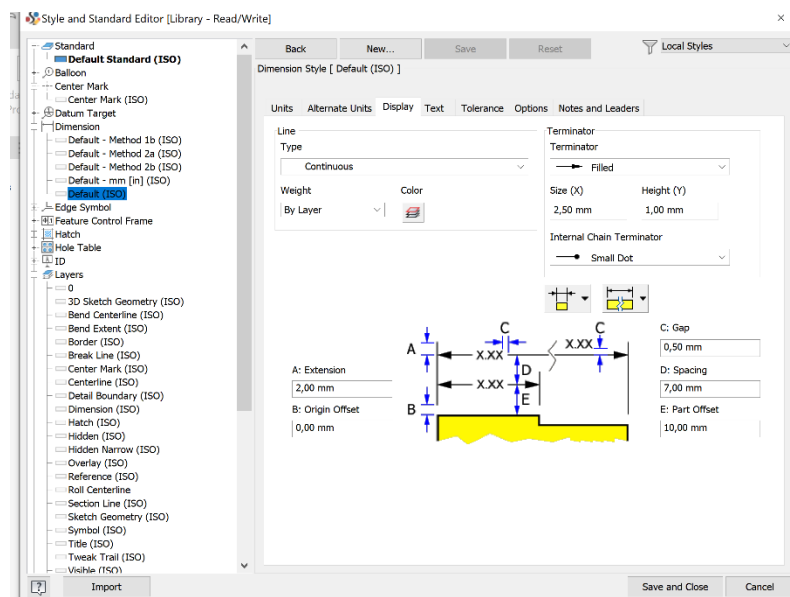 Style and Standard Editor [Library - Read/Write]
Standard
Default Standard (ISO)
Balloon
Center Mark
Center Mark (ISO)
Datum Target
Dimension
Default - Method 1b (ISO)
Default - Method 2a (ISO)
Default - Method 2b (ISO)
Default - mm [in] (ISO)
Default (ISO)
Edge Symbol
Feature Control Frame
Hatch
Hole Table
ID
Layers
0
3D Sketch Geometry (ISO)
Bend Centerline (ISO)
Bend Extent (ISO)
Border (ISO)
Break Line (ISO)
Center Mark (ISO)
Centerline (ISO)
Detail Boundary (ISO)
Dimension (ISO)
Hatch (ISO)
Hidden (ISO)
Hidden Narrow (ISO)
Overlay (ISO)
Reference (ISO)
Roll Centerline
Section Line (ISO)
Sketch Geometry (ISO)
Symbol (ISO)
Title (ISO)
Tweak Trail (ISO)
Visible (ISO)
Back New... Save Reset Local Styles
Dimension Style [ Default (ISO) ]
Units Alternate Units Display Text Tolerance Options Notes and Leaders
Line
Type
Continuous
Weight Color
By Layer
Terminator
Terminator
Filled
Size (X) Height (Y)
2,50 mm 1,00 mm
Internal Chain Terminator
Small Dot
A: Extension
2,00 mm
B: Origin Offset
0,00 mm
C C
A X.XX X.XX
D
X.XX
E
B
C: Gap
0,50 mm
D: Spacing
7,00 mm
E: Part Offset
10,00 mm
? Import Save and Close Cancel